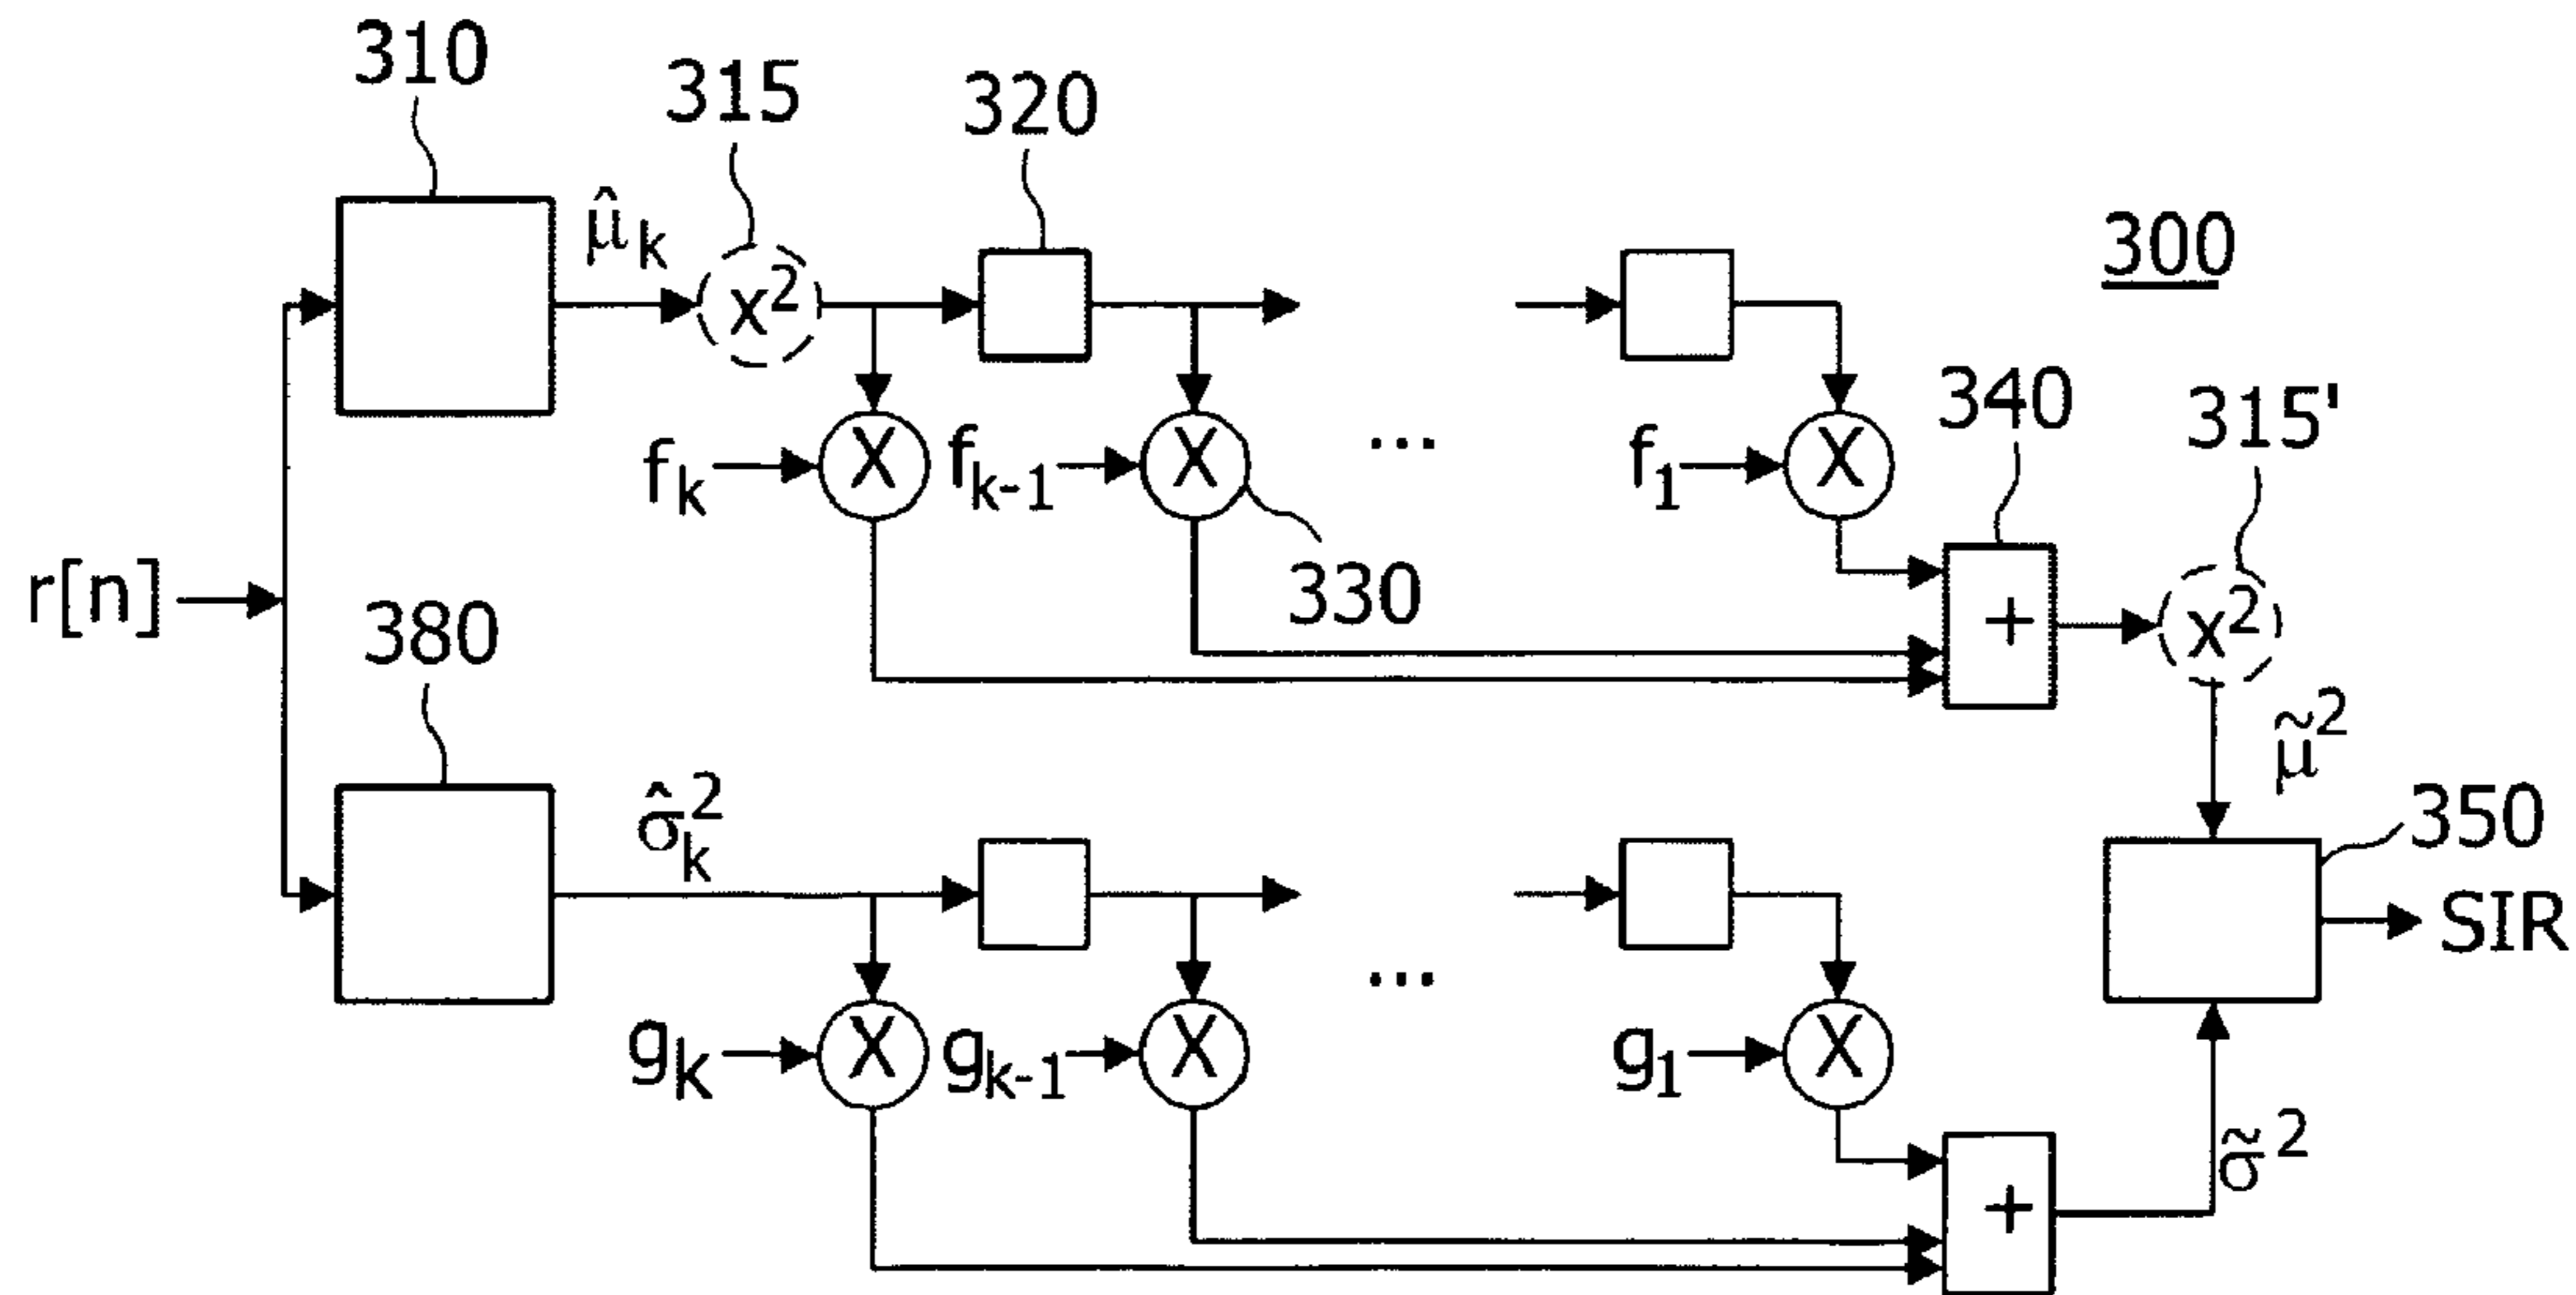 310
315
320
300
μ̂k
x²
340
315'
fk
X
fk-1
X
...
f1
X
330
r[n]
+
x²
380
μ̃²
σ̂²k
350
SIR
gk
X
gk-1
X
...
g1
X
σ̃²
+